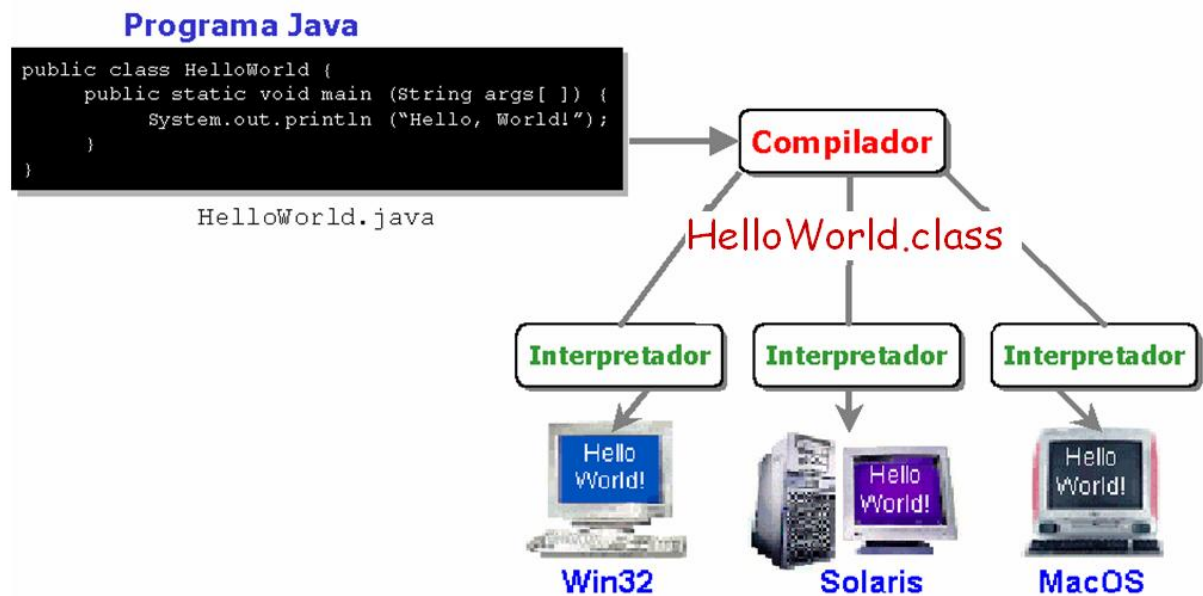 Programa Java
public class HelloWorld {
public static void main (String args[ ]) {
System.out.println (“Hello, World!”);
}
}
HelloWorld.java
Compilador
HelloWorld.class
Interpretador Interpretador Interpretador
Hello
World!
Hello
World!
Hello
World!
Win32 Solaris MacOS